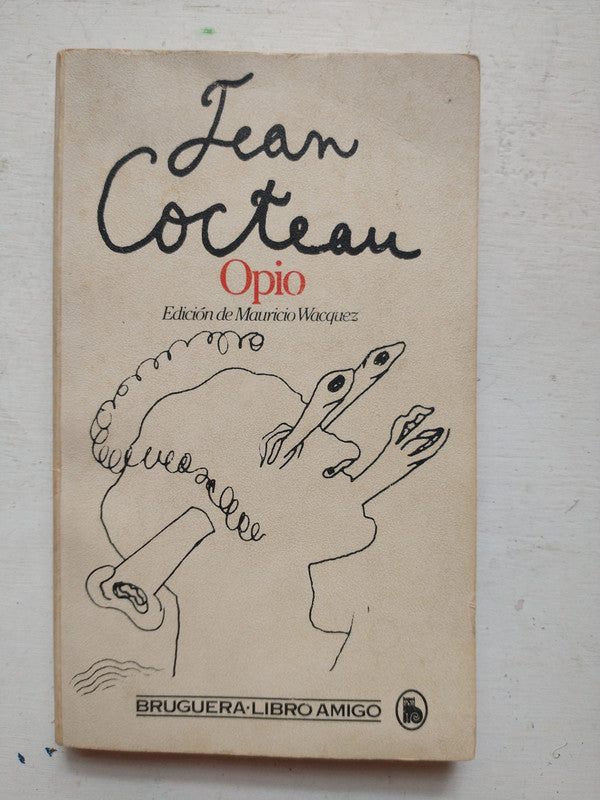 Jean
Cocteau
Opio
Edición de Mauricio Wacquez
BRUGUERA·LIBRO AMIGO